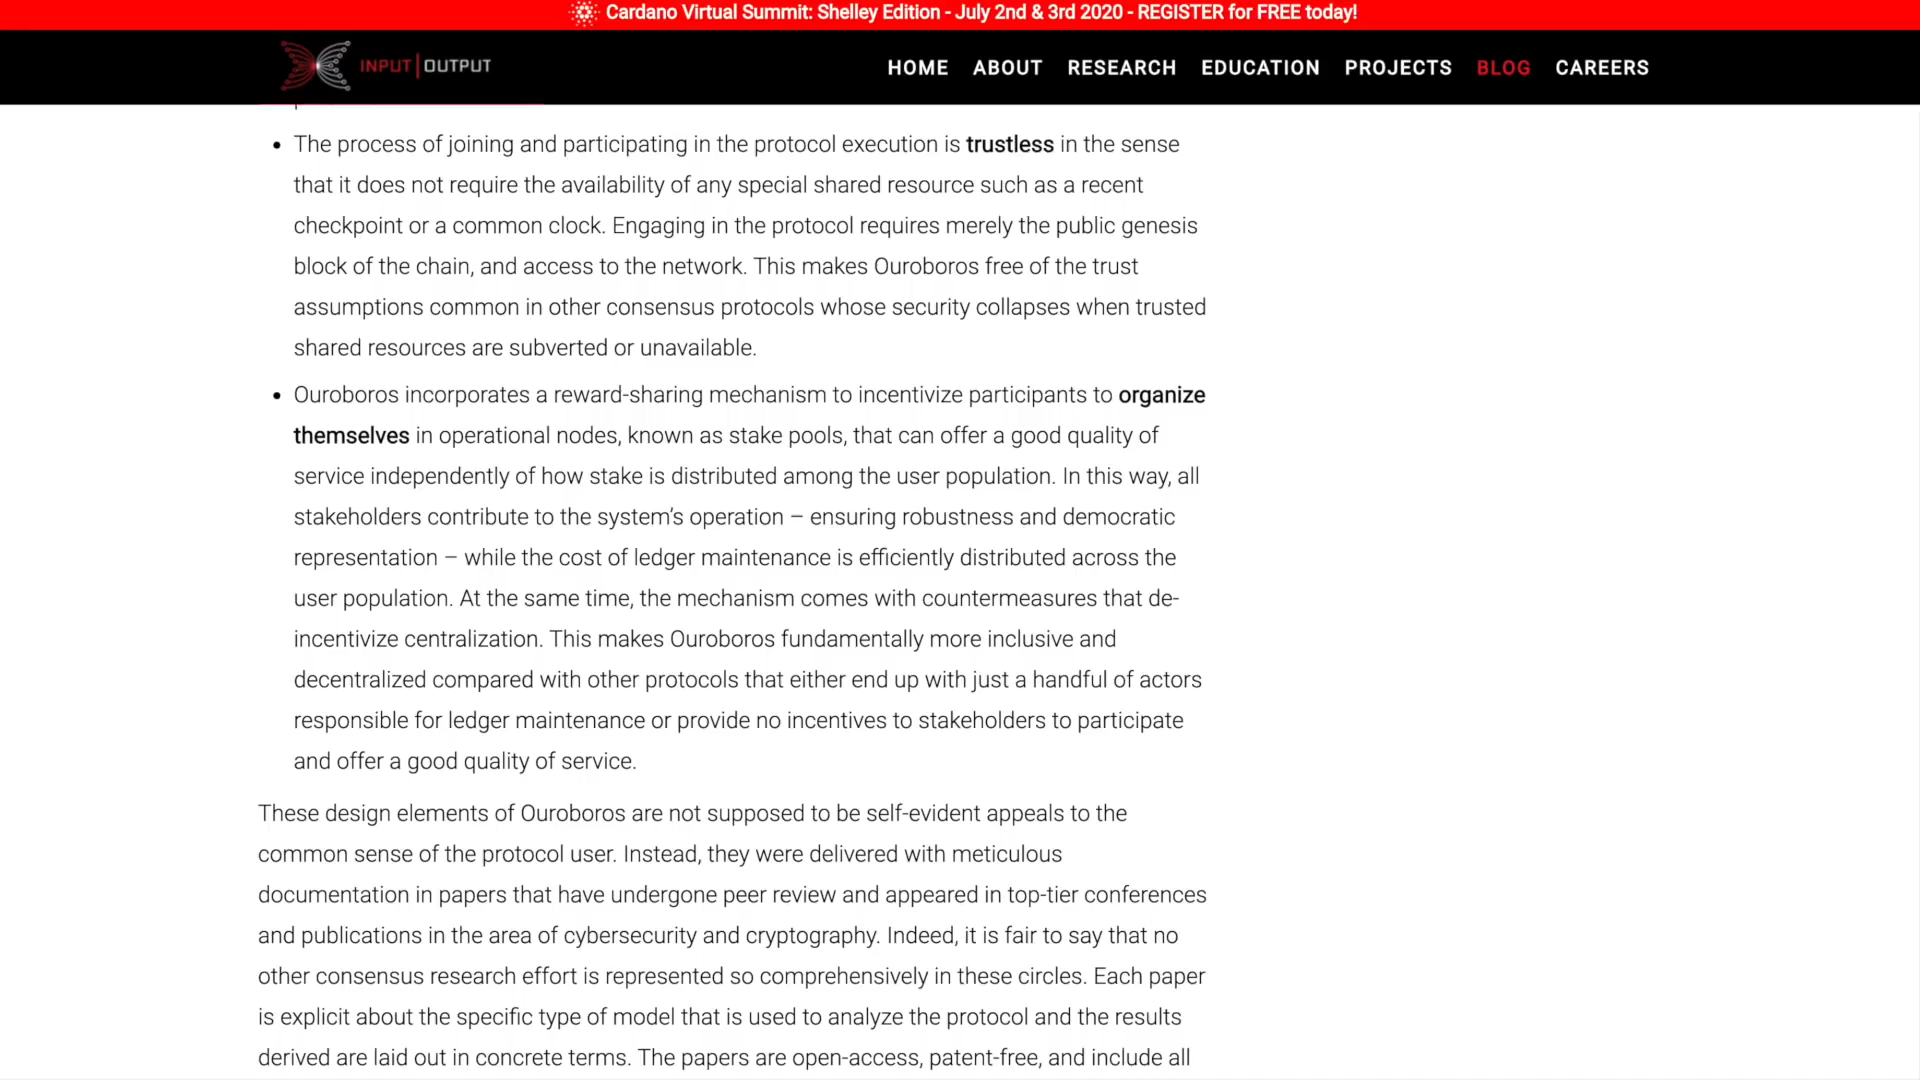 Cardano Virtual Summit: Shelley Edition - July 2nd & 3rd 2020 - REGISTER for FREE today!
INPUT|OUTPUT
HOME ABOUT RESEARCH EDUCATION PROJECTS BLOG CAREERS
• The process of joining and participating in the protocol execution is trustless in the sense
that it does not require the availability of any special shared resource such as a recent
checkpoint or a common clock. Engaging in the protocol requires merely the public genesis
block of the chain, and access to the network. This makes Ouroboros free of the trust
assumptions common in other consensus protocols whose security collapses when trusted
shared resources are subverted or unavailable.
• Ouroboros incorporates a reward-sharing mechanism to incentivize participants to organize
themselves in operational nodes, known as stake pools, that can offer a good quality of
service independently of how stake is distributed among the user population. In this way, all
stakeholders contribute to the system’s operation – ensuring robustness and democratic
representation – while the cost of ledger maintenance is efficiently distributed across the
user population. At the same time, the mechanism comes with countermeasures that de-
incentivize centralization. This makes Ouroboros fundamentally more inclusive and
decentralized compared with other protocols that either end up with just a handful of actors
responsible for ledger maintenance or provide no incentives to stakeholders to participate
and offer a good quality of service.
These design elements of Ouroboros are not supposed to be self-evident appeals to the
common sense of the protocol user. Instead, they were delivered with meticulous
documentation in papers that have undergone peer review and appeared in top-tier conferences
and publications in the area of cybersecurity and cryptography. Indeed, it is fair to say that no
other consensus research effort is represented so comprehensively in these circles. Each paper
is explicit about the specific type of model that is used to analyze the protocol and the results
derived are laid out in concrete terms. The papers are open-access, patent-free, and include all